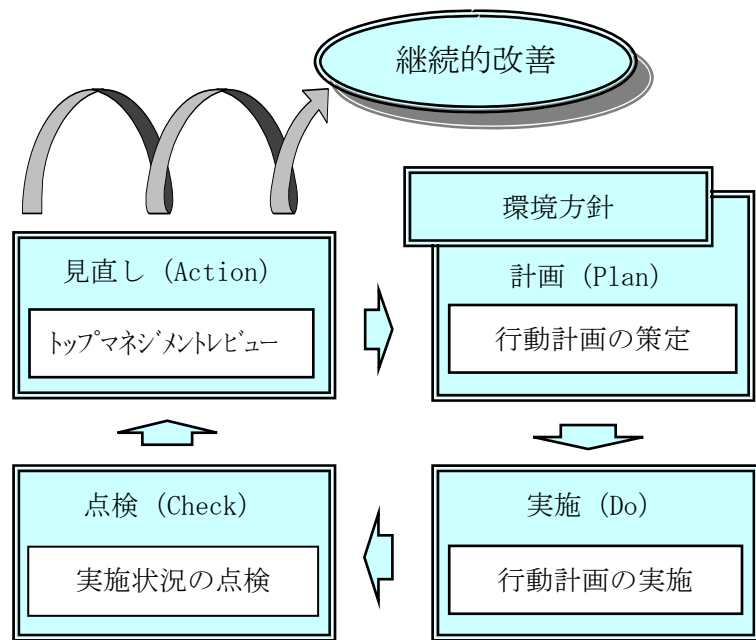 継続的改善
環境方針
見直し (Action)
トップマネジメントレビュー
計画 (Plan)
行動計画の策定
点検 (Check)
実施状況の点検
実施 (Do)
行動計画の実施